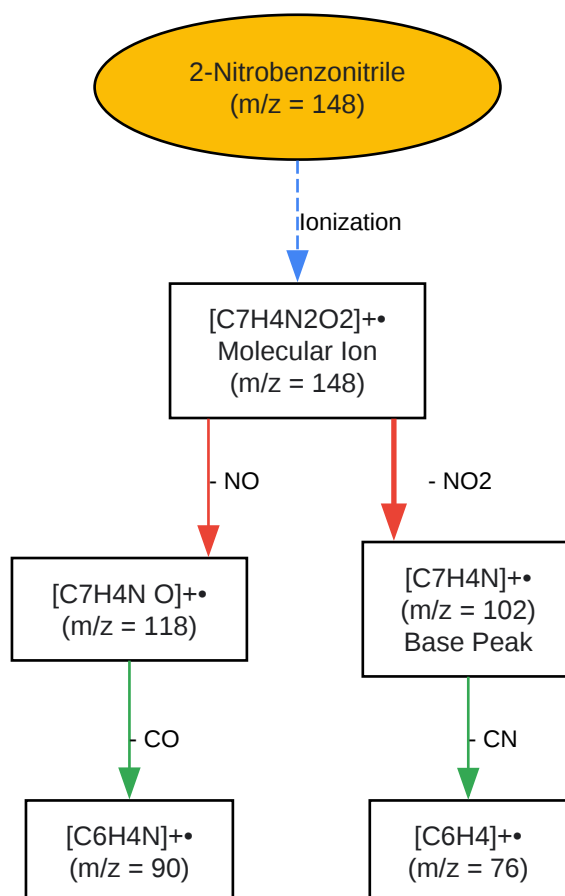 2-Nitrobenzonitrile
(m/z = 148)
Ionization
[C7H4N2O2]+•
Molecular Ion
(m/z = 148)
- NO
- NO2
[C7H4N O]+•
(m/z = 118)
[C7H4N]+•
(m/z = 102)
Base Peak
- CO
- CN
[C6H4N]+•
(m/z = 90)
[C6H4]+•
(m/z = 76)